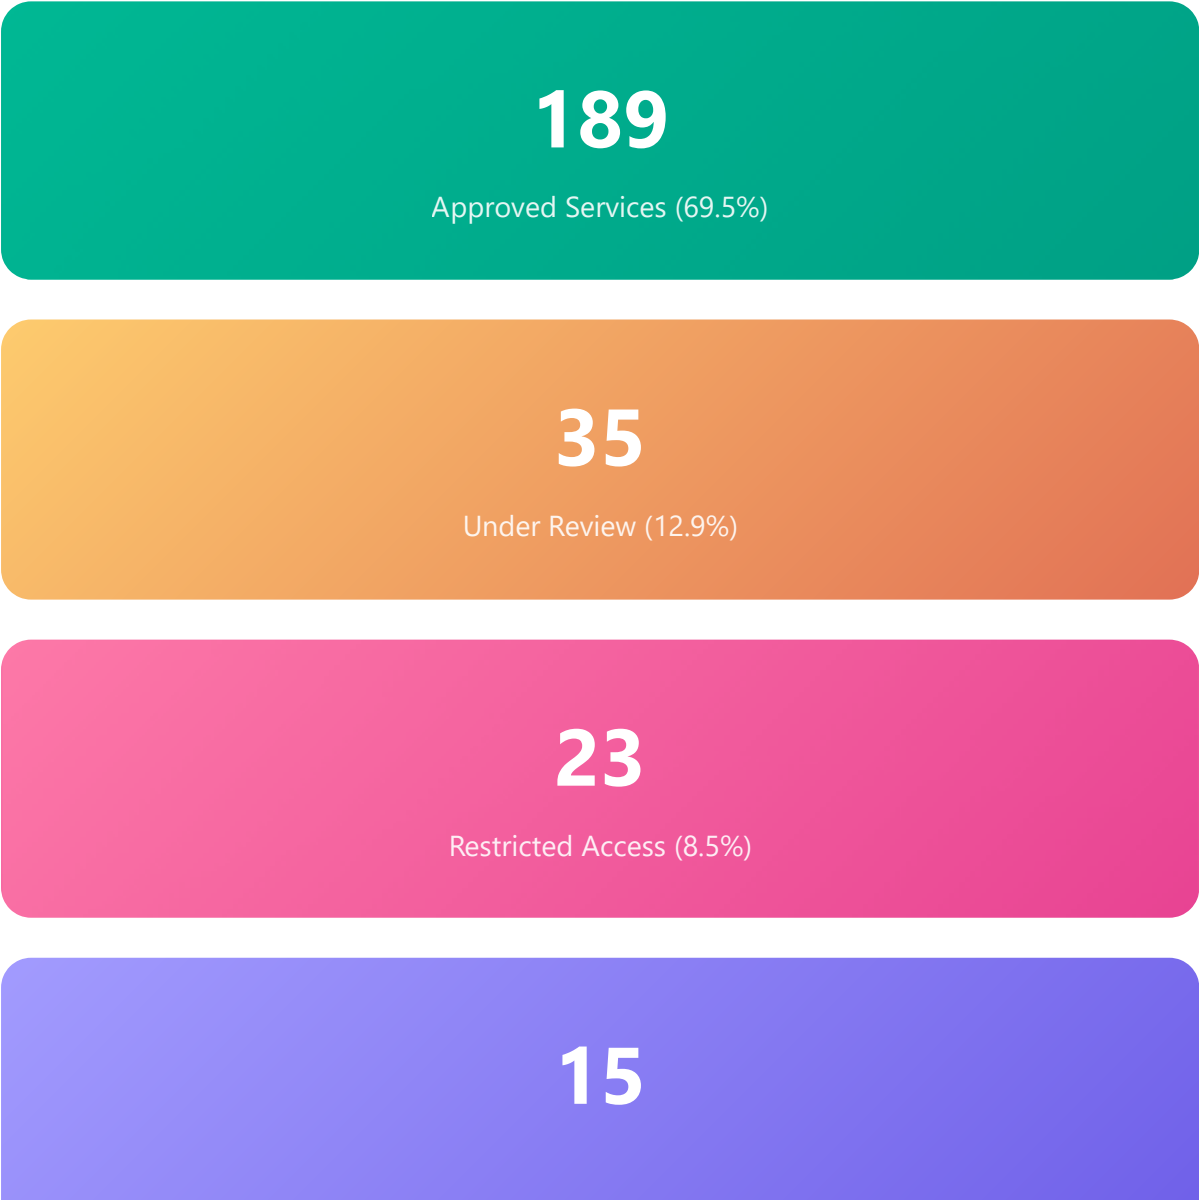 189
Approved Services (69.5%)
35
Under Review (12.9%)
23
Restricted Access (8.5%)
15